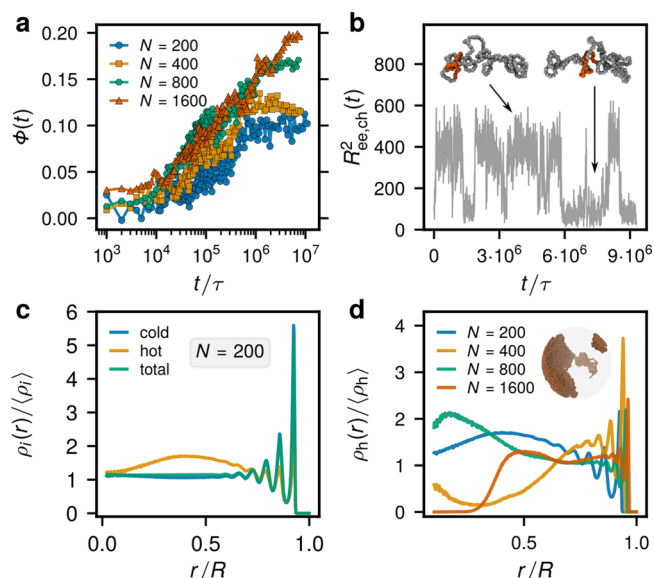 a
0.20
0.15
0.10
0.05
0.00
ϕ(t)
N = 200
N = 400
N = 800
N = 1600
10³ 10⁴ 10⁵ 10⁶ 10⁷
t/τ
b
800
600
400
200
0
R²ee,ch(t)
0 3·10⁶ 6·10⁶ 9·10⁶
t/τ
c
6
5
4
3
2
1
0
ρi(r)/⟨ρi⟩
cold
hot
total
N = 200
0.0 0.5 1.0
r/R
d
4
3
2
1
0
ρh(r)/⟨ρh⟩
N = 200
N = 400
N = 800
N = 1600
0.5 1.0
r/R